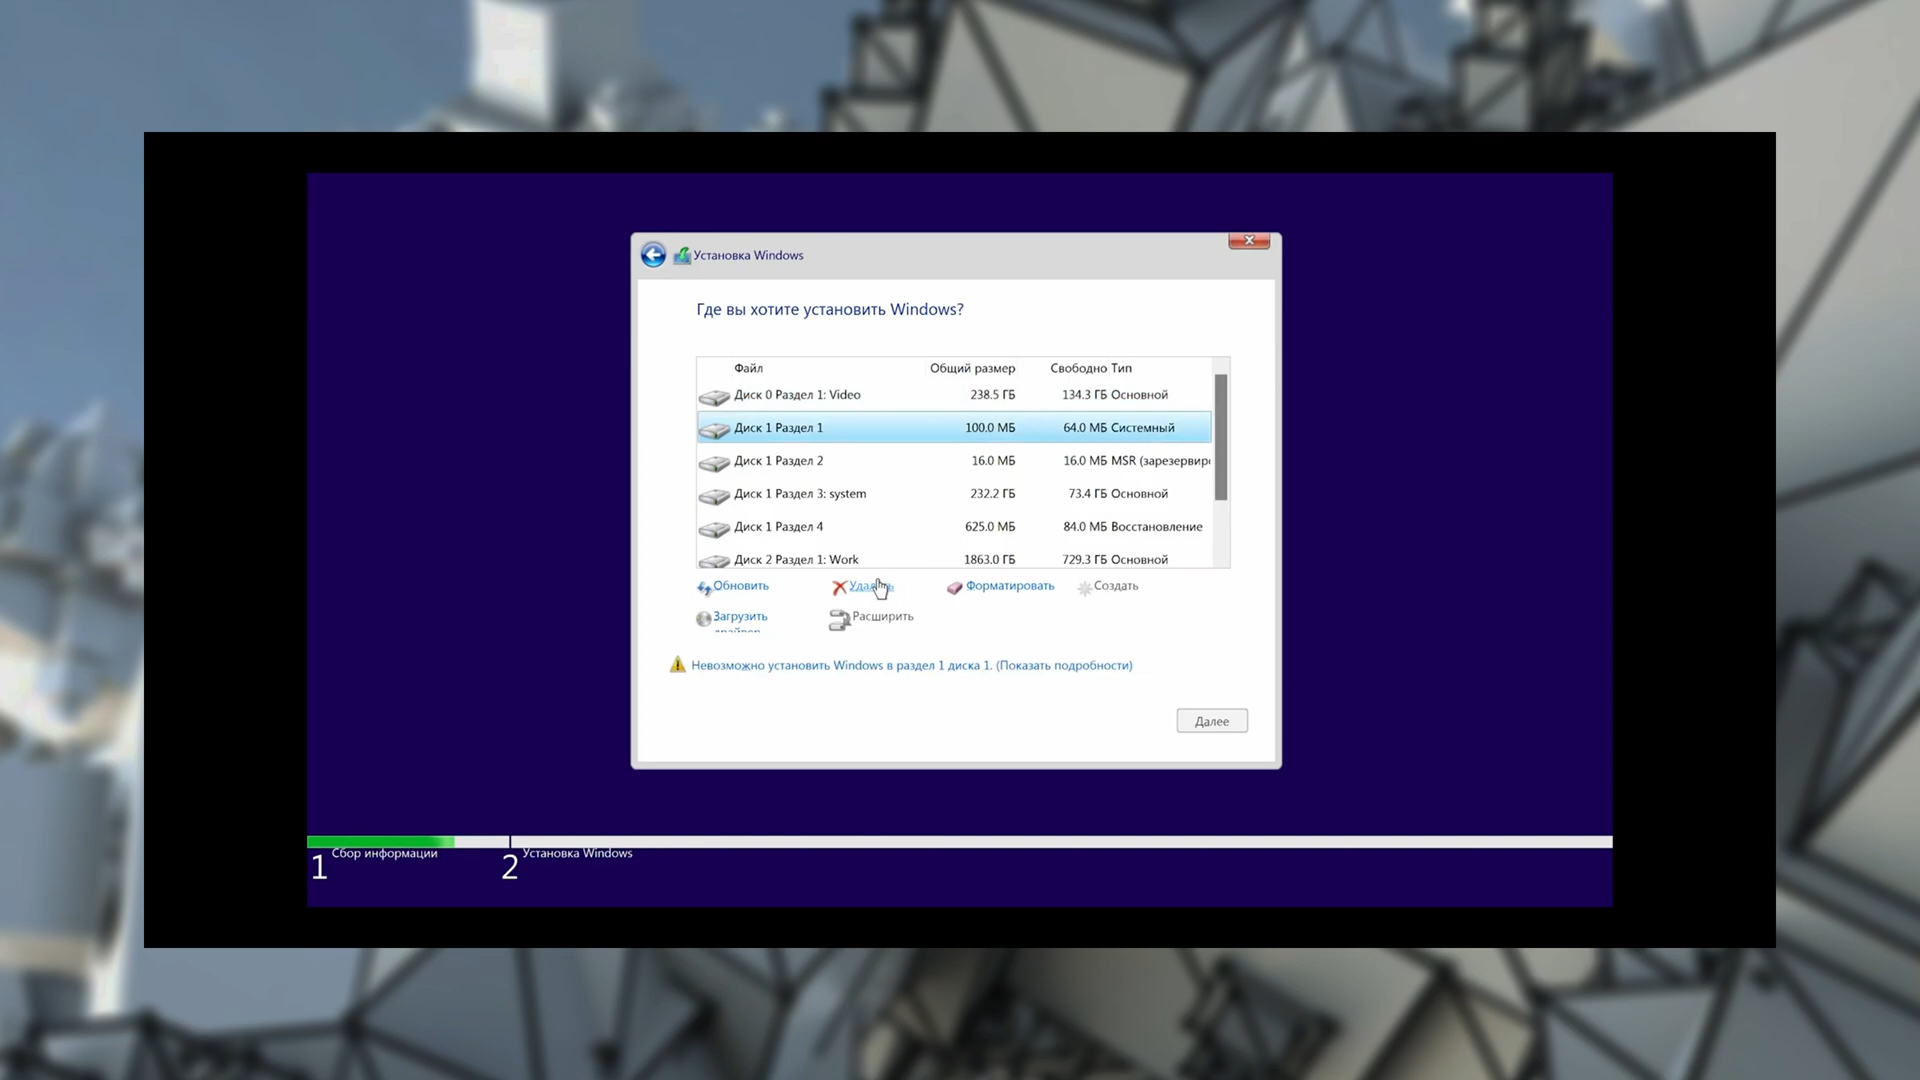 Установка Windows
Где вы хотите установить Windows?
Файл Общий размер Свободно Тип
Диск 0 Раздел 1: Video 238.5 ГБ 134.3 ГБ Основной
Диск 1 Раздел 1 100.0 МБ 64.0 МБ Системный
Диск 1 Раздел 2 16.0 МБ 16.0 МБ MSR (зарезервир
Диск 1 Раздел 3: system 232.2 ГБ 73.4 ГБ Основной
Диск 1 Раздел 4 625.0 МБ 84.0 МБ Восстановление
Диск 2 Раздел 1: Work 1863.0 ГБ 729.3 ГБ Основной
Обновить Форматировать Создать
Загрузить Расширить
Невозможно установить Windows в раздел 1 диска 1. (Показать подробности)
Далее
1 Сбор информации 2 Установка Windows